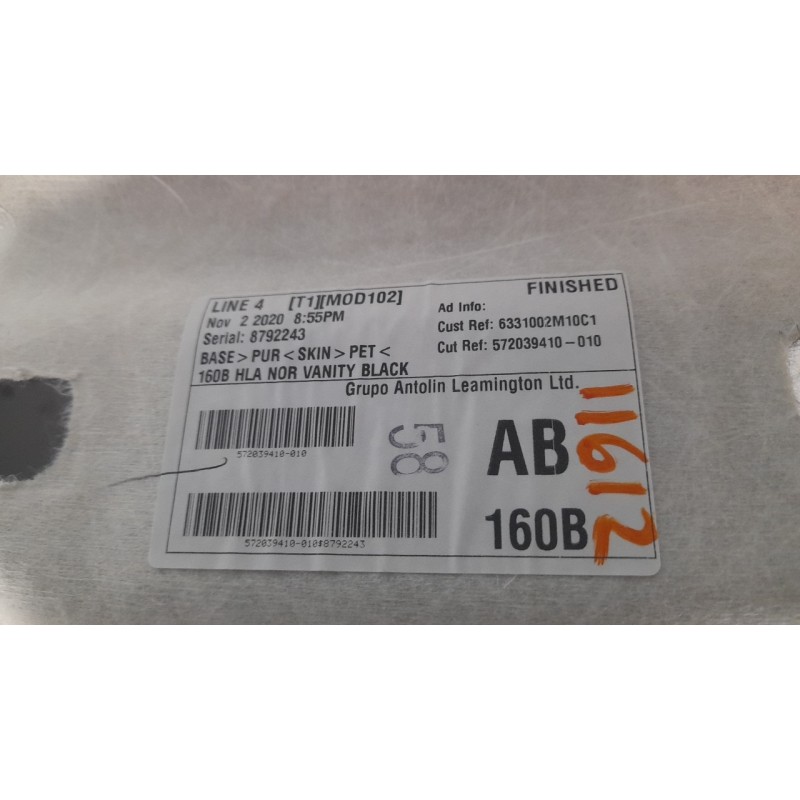 LINE 4 [T1][MOD102]
FINISHED
Nov 2 2020 8:55PM
Ad Info:
Serial: 8792243
Cust Ref: 6331002M10C1
BASE > PUR < SKIN > PET <
Cut Ref: 572039410-010
160B HLA NOR VANITY BLACK
Grupo Antolin Leamington Ltd.
572039410-010
58
AB
11612
572039410-010#8792243
160B